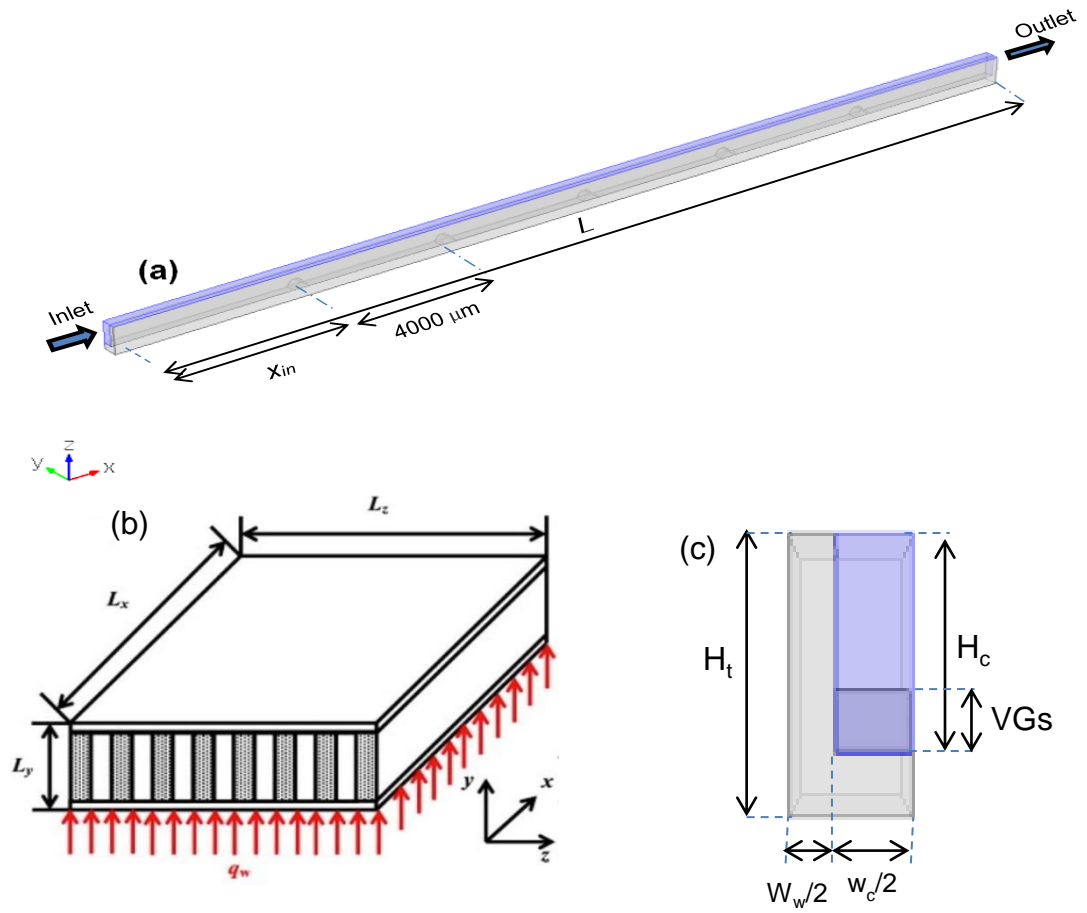 Outlet
L
(a)
Inlet
4000 μm
xin
z
y
x
(b)
Lz
Lx
Ly
y
x
z
qw
(c)
Ht
Hc
VGs
Ww/2
wc/2